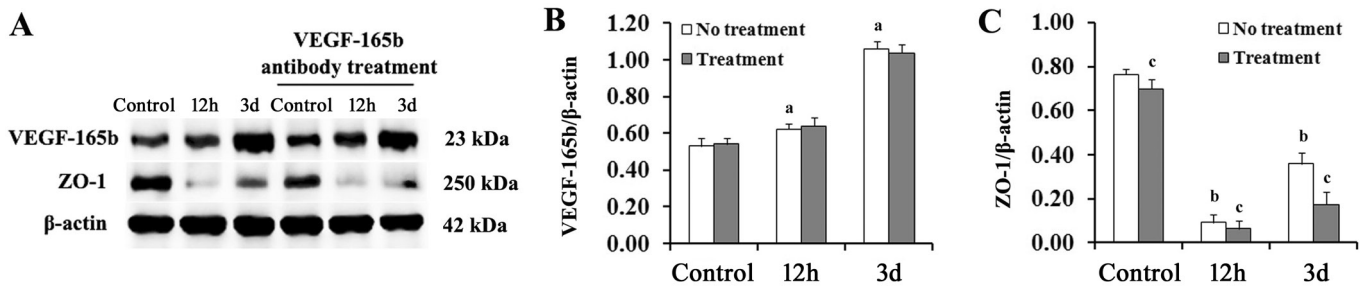 A
VEGF-165b
antibody treatment
Control 12h 3d Control 12h 3d
VEGF-165b 23 kDa
ZO-1 250 kDa
β-actin 42 kDa
B
VEGF-165b/β-actin
1.20
1.00
0.80
0.60
0.40
0.20
0.00
No treatment
Treatment
a
a
Control 12h 3d
C
ZO-1/β-actin
1.00
0.80
0.60
0.40
0.20
0.00
No treatment
Treatment
c
b
c
b
c
Control 12h 3d